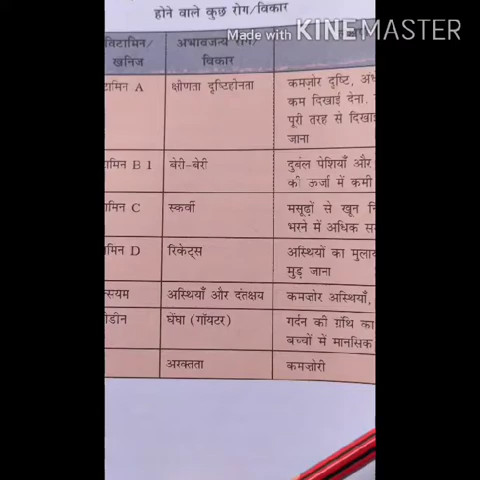 होने वाले कुछ रोग/विकार
Made with KINEMASTER
विटामिन/ अभावजन्य रोग/
खनिज विकार
टामिन A क्षीणता दृष्टिहीनता कमज़ोर दृष्टि,
कम दिखाई देना,
पूरी तरह से
जाना
टामिन B 1 बेरी-बेरी दुर्बल पेशियाँ और
की ऊर्जा में कमी
मिन C स्कर्वी मसूढ़ों से खून
भरने में अधिक
मिन D रिकेट्स अस्थियों का
मुड़ जाना
सियम अस्थियाँ और दंतक्षय कमजोर अस्थियाँ,
ोडीन घेंघा (गॉयटर) गर्दन की ग्रंथि का
बच्चों में मानसिक
अरक्तता कमज़ोरी